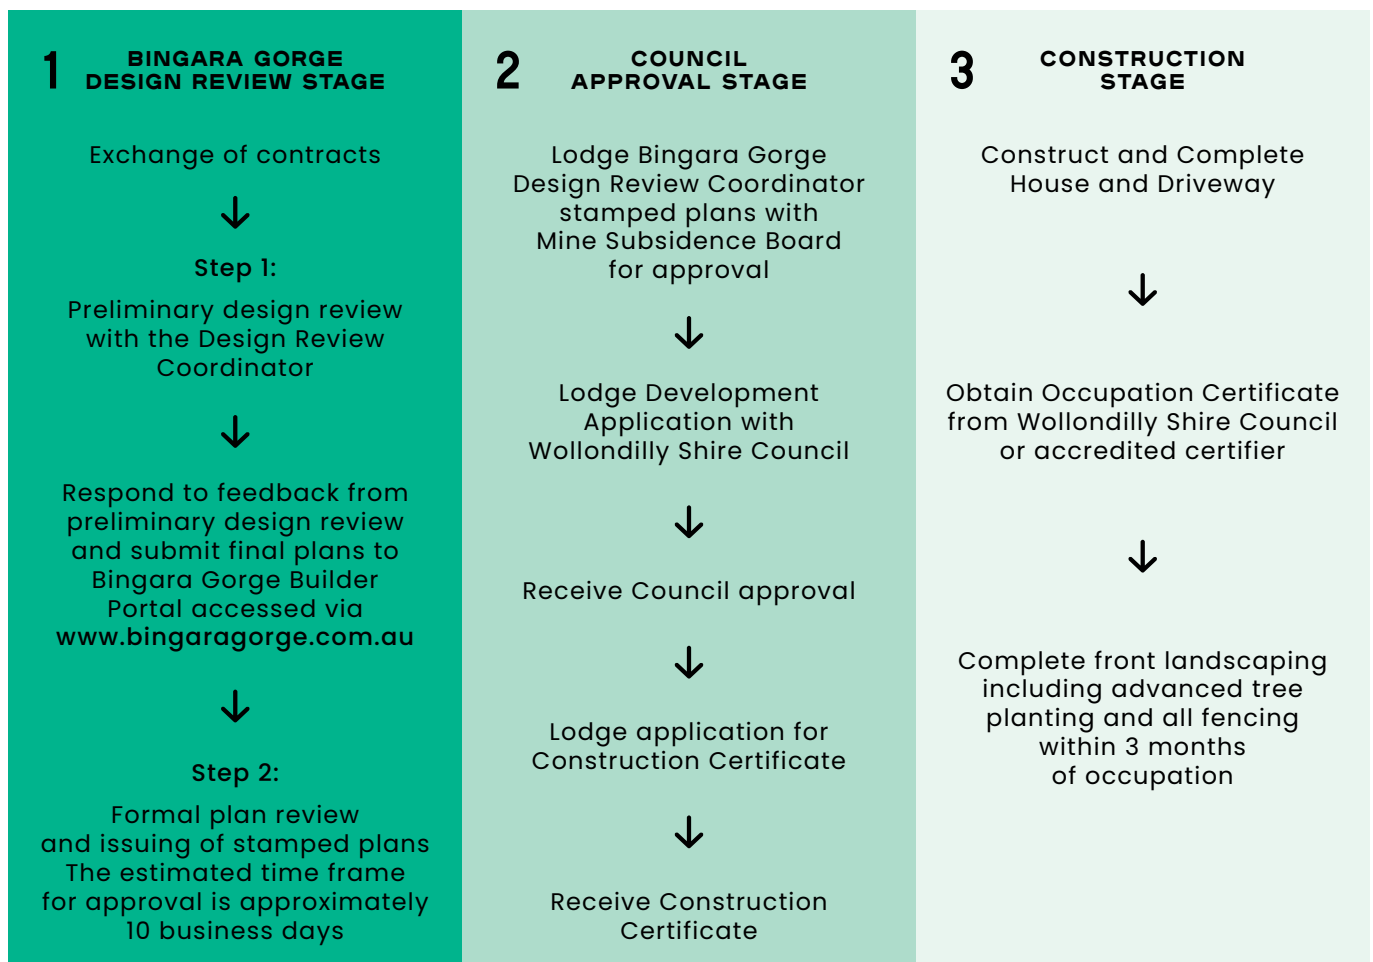 1
BINGARA GORGE
DESIGN REVIEW STAGE
Exchange of contracts
Step 1:
Preliminary design review
with the Design Review
Coordinator
Respond to feedback from
preliminary design review
and submit final plans to
Bingara Gorge Builder
Portal accessed via
www.bingaragorge.com.au
Step 2:
Formal plan review
and issuing of stamped plans
The estimated time frame
for approval is approximately
10 business days
2
COUNCIL
APPROVAL STAGE
Lodge Bingara Gorge
Design Review Coordinator
stamped plans with
Mine Subsidence Board
for approval
Lodge Development
Application with
Wollondilly Shire Council
Receive Council approval
Lodge application for
Construction Certificate
Receive Construction
Certificate
3
CONSTRUCTION
STAGE
Construct and Complete
House and Driveway
Obtain Occupation Certificate
from Wollondilly Shire Council
or accredited certifier
Complete front landscaping
including advanced tree
planting and all fencing
within 3 months
of occupation